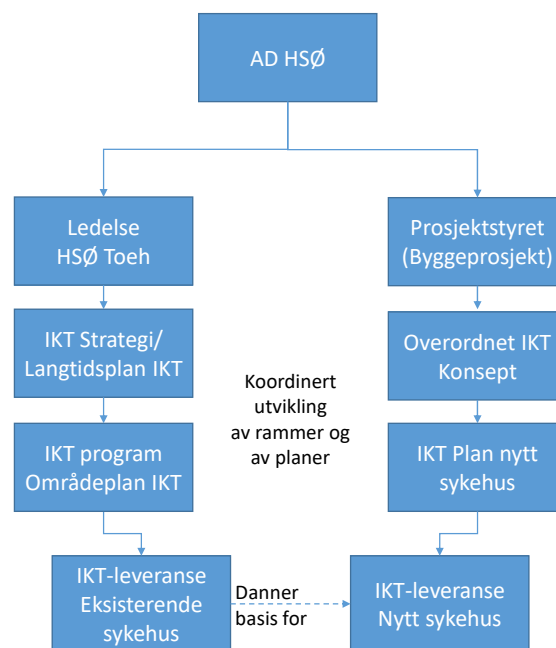 AD HSØ
Ledelse
HSØ Toeh
Prosjektstyret
(Byggeprosjekt)
IKT Strategi/
Langtidsplan IKT
Overordnet IKT
Konsept
Koordinert
utvikling
av rammer og
av planer
IKT program
Områdeplan IKT
IKT Plan nytt
sykehus
IKT-leveranse
Eksisterende
sykehus
Danner
basis for
IKT-leveranse
Nytt sykehus